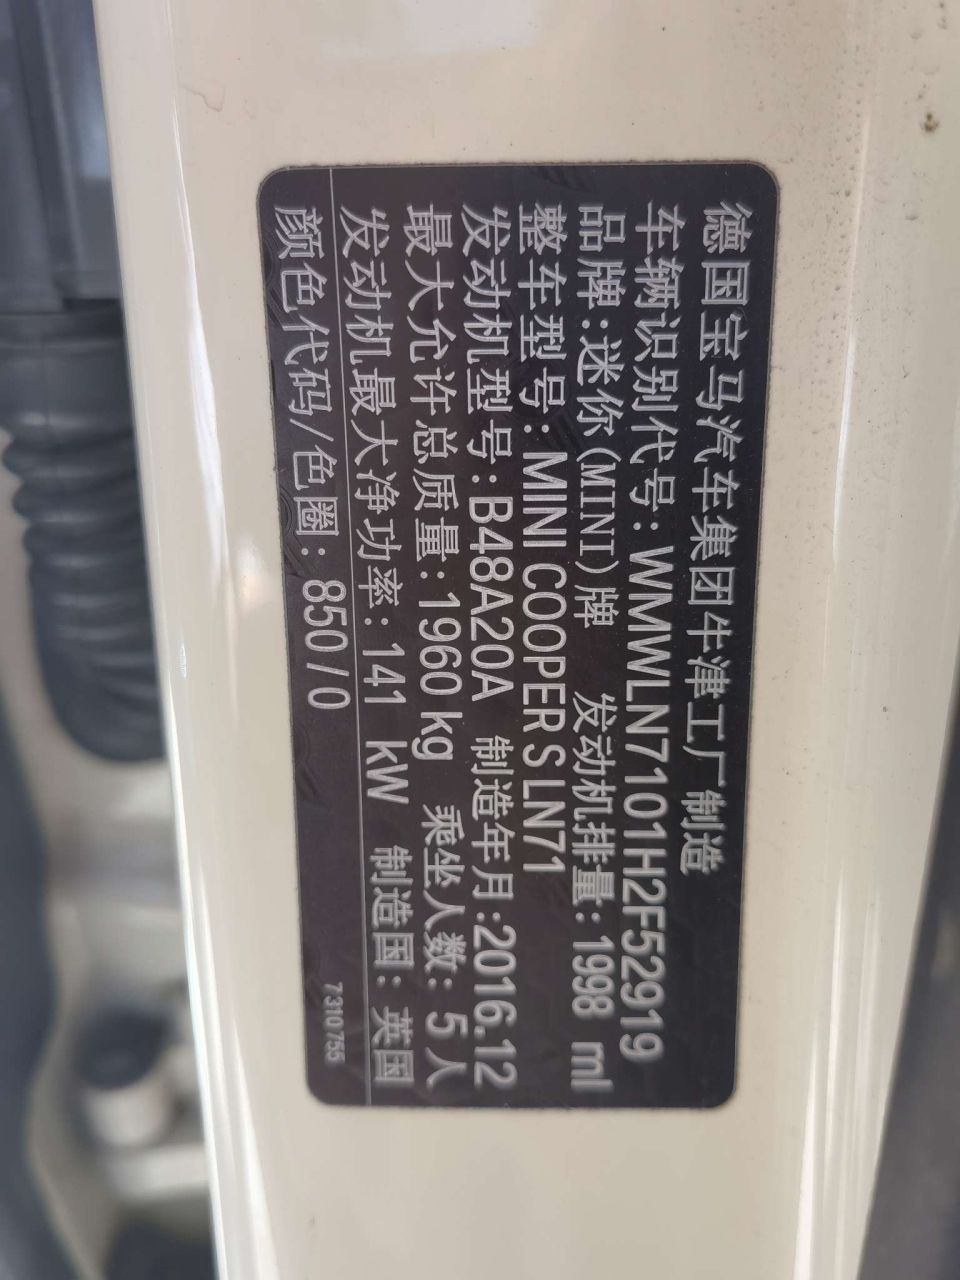 德国宝马汽车集团牛津工厂制造
车辆识别代号: WMWLN7101H2F52919
品牌:迷你(MINI)牌 发动机排量: 1998 ml
整车型号: MINI COOPER S LN71
发动机型号: B48A20A 制造年月:2016.12
最大允许总质量: 1960 kg 乘坐人数: 5 人
发动机最大净功率: 141 kW 制造国: 英国
颜色代码/色圈: 850 / 0
7310755